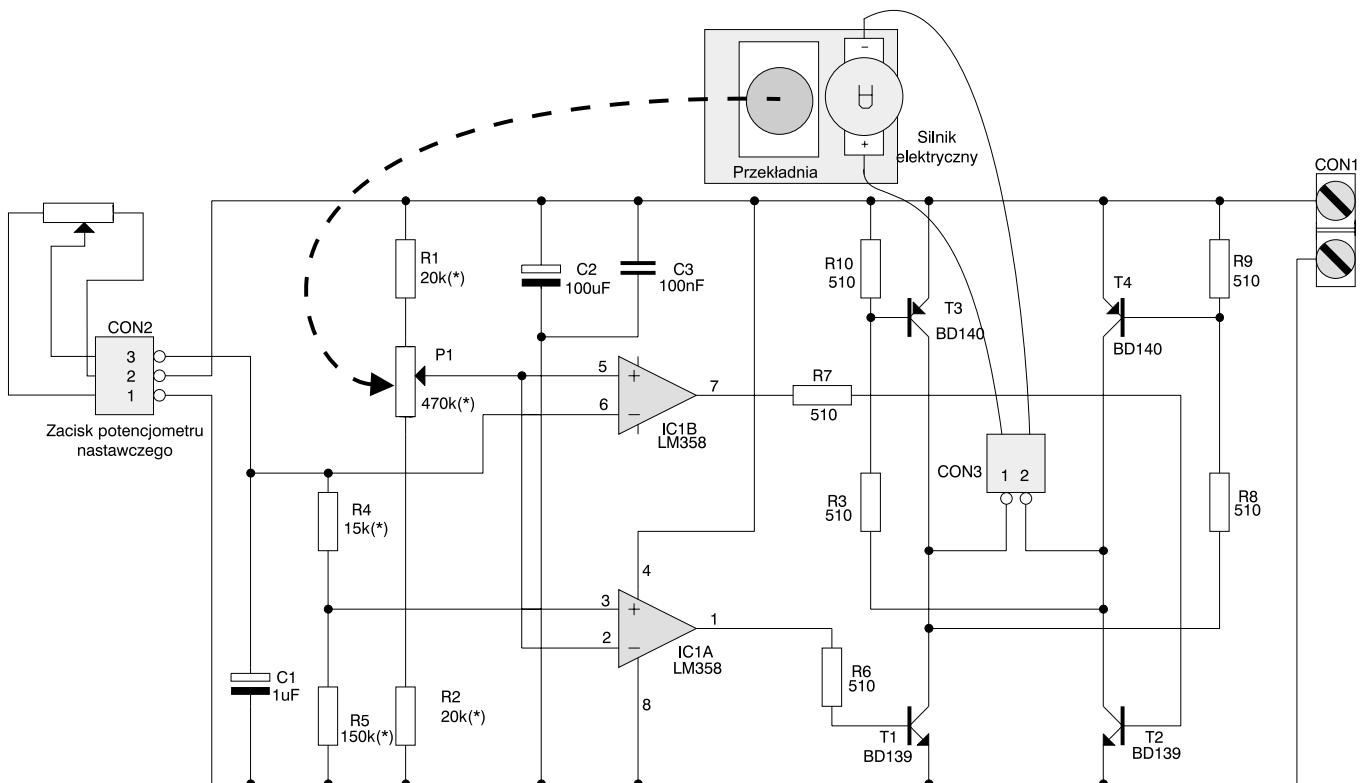 −
Silnik
elektryczny
+
Przekładnia
CON1
R1
20k(*)
C2
100uF
C3
100nF
R10
510
T3
BD140
T4
BD140
R9
510
CON2
3
2
1
Zacisk potencjometru
nastawczego
P1
470k(*)
5
+
6
−
7
IC1B
LM358
R7
510
CON3
1 2
R4
15k(*)
R3
510
R8
510
4
3
+
2
−
1
IC1A
LM358
8
R6
510
C1
1uF
R5
150k(*)
R2
20k(*)
T1
BD139
T2
BD139